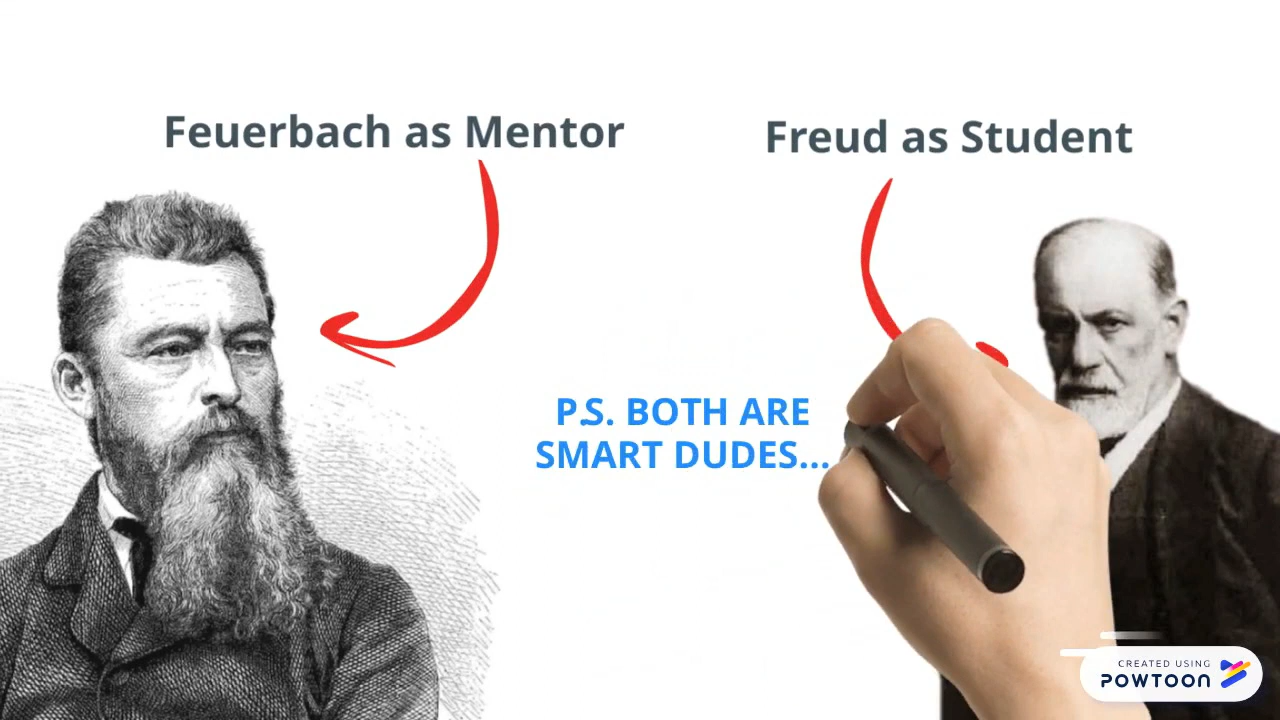 Feuerbach as Mentor
Freud as Student
P.S. BOTH ARE
SMART DUDES...
CREATED USING
POWTOON